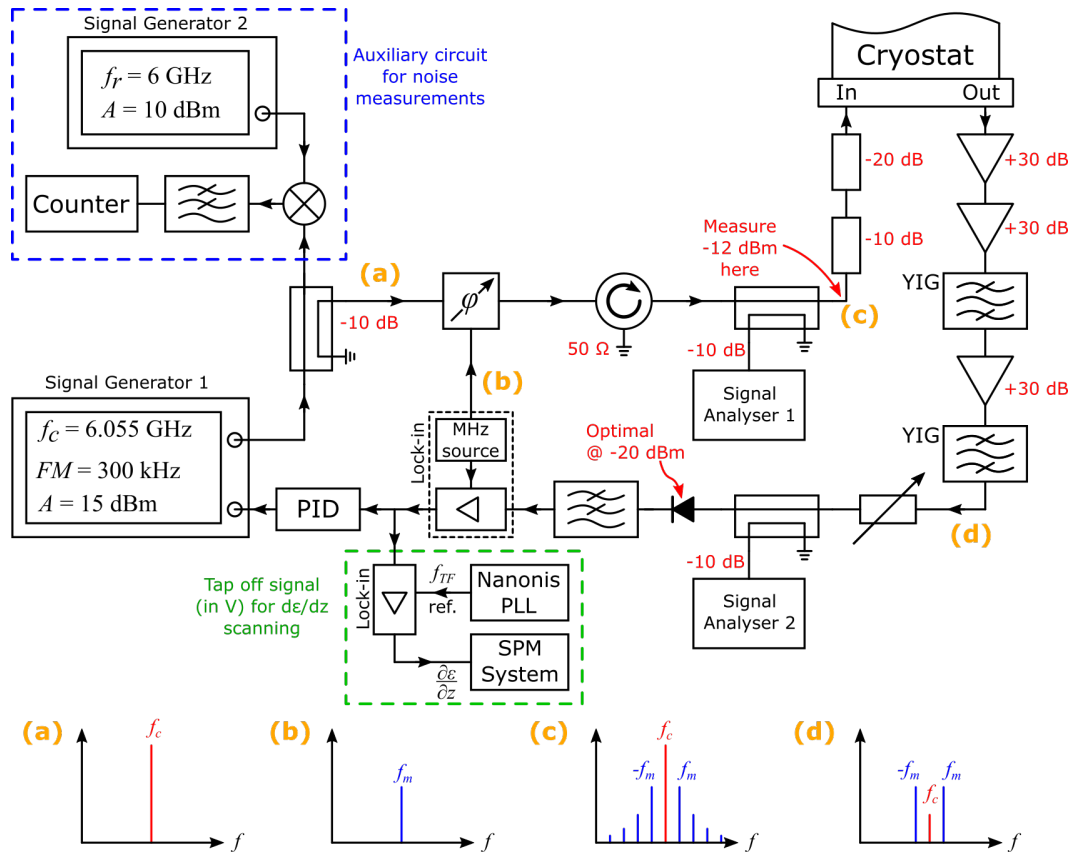 Signal Generator 2
f_r = 6 GHz
A = 10 dBm
Auxiliary circuit
for noise
measurements
Counter
Cryostat
In
Out
-20 dB
-10 dB
+30 dB
+30 dB
YIG
+30 dB
YIG
Measure
-12 dBm
here
(a)
-10 dB
φ
50 Ω
(c)
-10 dB
Signal
Analyser 1
(b)
Signal Generator 1
f_c = 6.055 GHz
FM = 300 kHz
A = 15 dBm
PID
Lock-in
MHz
source
Optimal
@ -20 dBm
(d)
-10 dB
Signal
Analyser 2
Tap off signal
(in V) for dε/dz
scanning
Lock-in
f_TF
ref.
Nanonis
PLL
∂ε
∂z
SPM
System
(a)
f_c
f
(b)
f_m
f
(c)
f_c
-f_m
f_m
f
(d)
-f_m
f_c
f_m
f